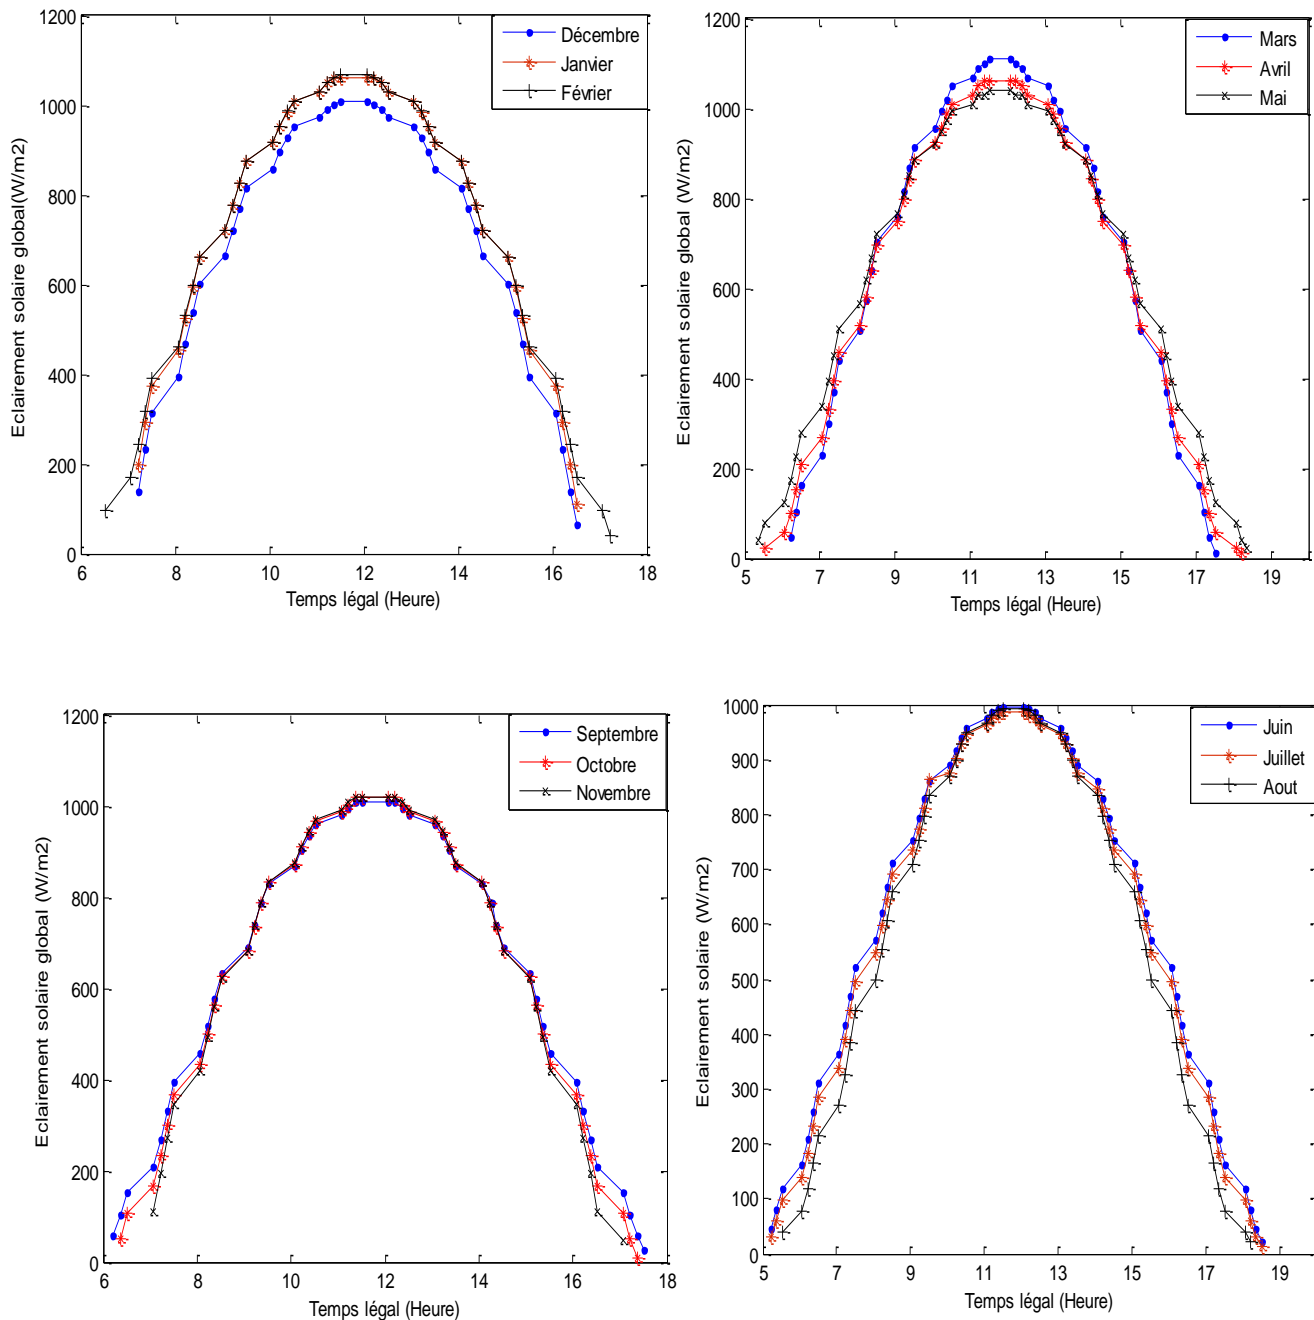 1200
1000
800
600
400
200
0
6 8 10 12 14 16 18
Eclairement solaire global(W/m2)
Temps légal (Heure)
Décembre
Janvier
Février
1200
1000
800
600
400
200
0
5 7 9 11 13 15 17 19
Eclairement solaire global (W/m2)
Temps légal (Heure)
Mars
Avril
Mai
1200
1000
800
600
400
200
0
6 8 10 12 14 16 18
Eclairement solaire global (W/m2)
Temps légal (Heure)
Septembre
Octobre
Novembre
1000
900
800
700
600
500
400
300
200
100
0
5 7 9 11 13 15 17 19
Eclairement solaire (W/m2)
Temps légal (Heure)
Juin
Juillet
Aout